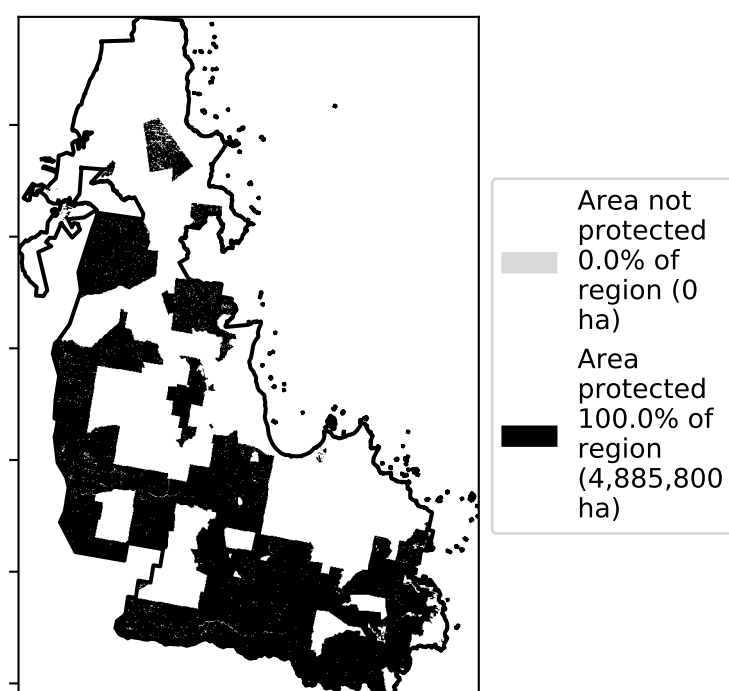 Area not
protected
0.0% of
region (0
ha)
Area
protected
100.0% of
region
(4,885,800
ha)